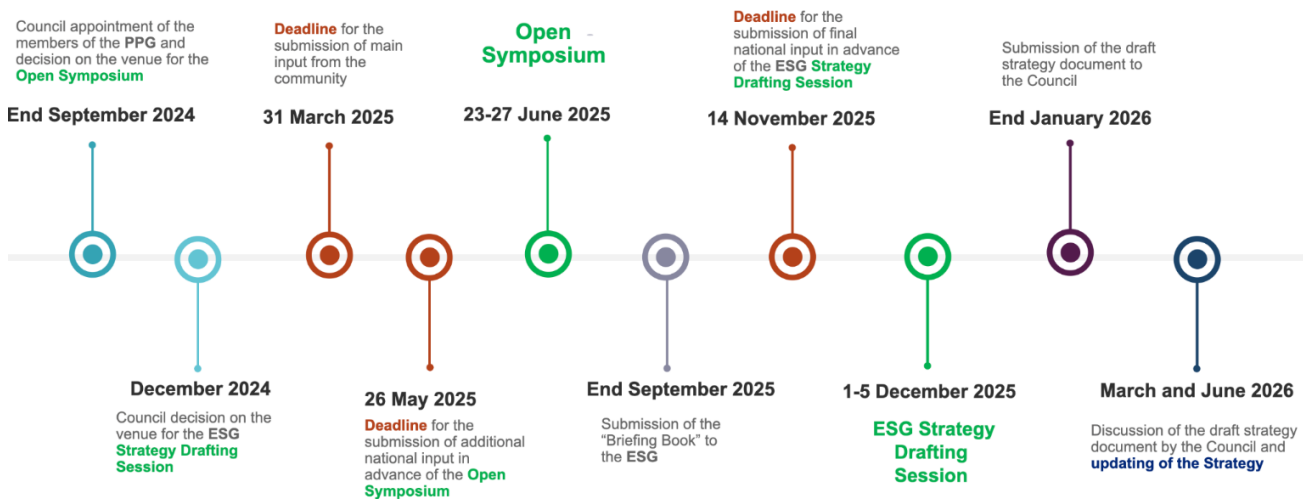 Council appointment of the
members of the PPG and
decision on the venue for the
Open Symposium
End September 2024
December 2024
Council decision on the
venue for the ESG
Strategy Drafting
Session
Deadline for the
submission of main
input from the
community
31 March 2025
26 May 2025
Deadline for the
submission of additional
national input in
advance of the Open
Symposium
Open
Symposium
23-27 June 2025
End September 2025
Submission of the
“Briefing Book” to
the ESG
Deadline for the
submission of final
national input in advance
of the ESG Strategy
Drafting Session
14 November 2025
1-5 December 2025
ESG Strategy
Drafting
Session
Submission of the draft
strategy document to
the Council
End January 2026
March and June 2026
Discussion of the draft strategy
document by the Council and
updating of the Strategy